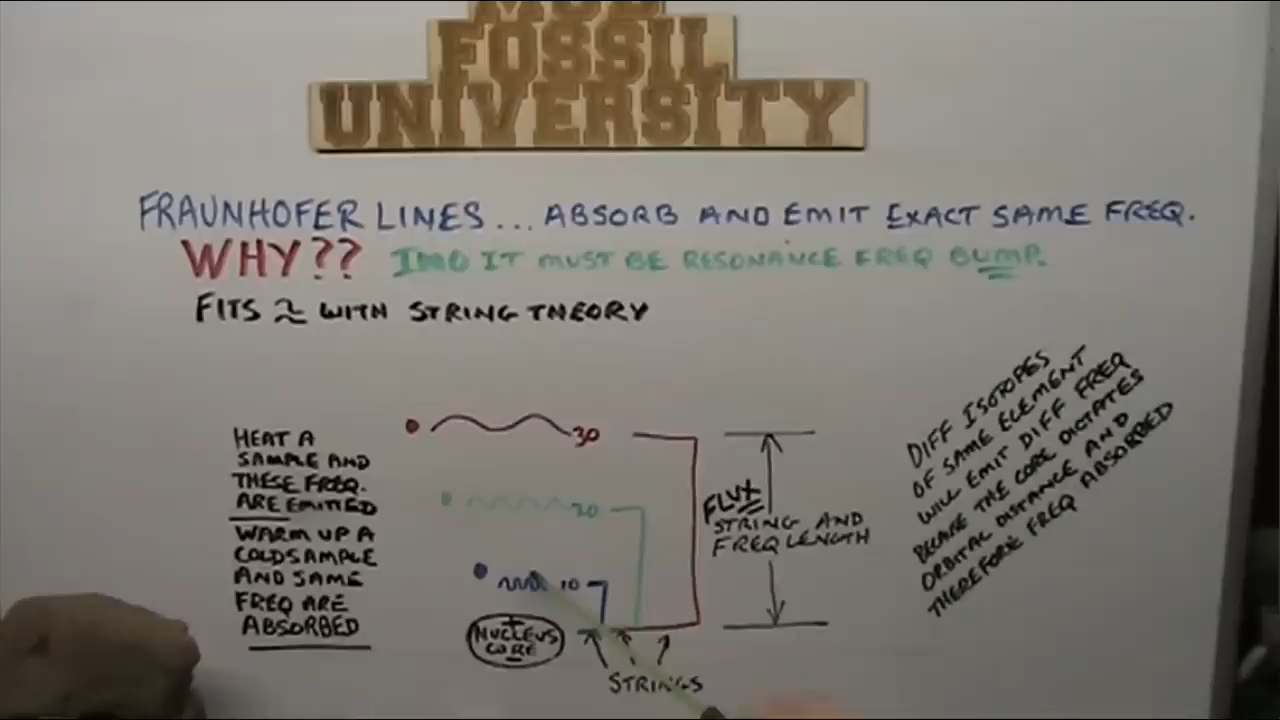 MUD
FOSSIL
UNIVERSITY
FRAUNHOFER LINES... ABSORB AND EMIT EXACT SAME FREQ.
WHY?? IMO IT MUST BE RESONANCE FREQ BUMP.
FITS ≈ WITH STRING THEORY
HEAT A
SAMPLE AND
THESE FREQ.
ARE EMITTED
WARM UP A
COLD SAMPLE
AND SAME
FREQ ARE
ABSORBED
30
20
10
+
NUCLEUS
CORE
STRINGS
FLUX
STRING AND
FREQ LENGTH
DIFF ISOTOPES
OF SAME ELEMENT
WILL EMIT DIFF FREQ
BECAUSE THE CORE DICTATES
ORBITAL DISTANCE AND
THEREFORE FREQ ABSORBED